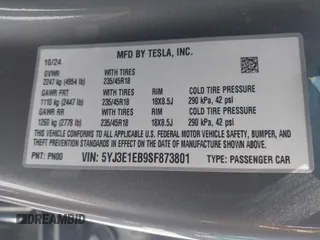 MFD BY TESLA, INC.
10/24
GVWR WITH TIRES
2247 kg (4954 lb) 235/45R18
GAWR FRT WITH TIRES RIM COLD TIRE PRESSURE
1110 kg (2447 lb) 235/45R18 18X8.5J 290 kPa, 42 psi
GAWR RR WITH TIRES RIM COLD TIRE PRESSURE
1260 kg (2778 lb) 235/45R18 18X8.5J 290 kPa, 42 psi
THIS VEHICLE CONFORMS TO ALL APPLICABLE U.S. FEDERAL MOTOR VEHICLE SAFETY, BUMPER, AND
THEFT PREVENTION STANDARDS IN EFFECT ON THE DATE OF MANUFACTURE SHOWN ABOVE.
PNT: PN00 VIN: 5YJ3E1EB9SF873801 TYPE: PASSENGER CAR
DREAMBID